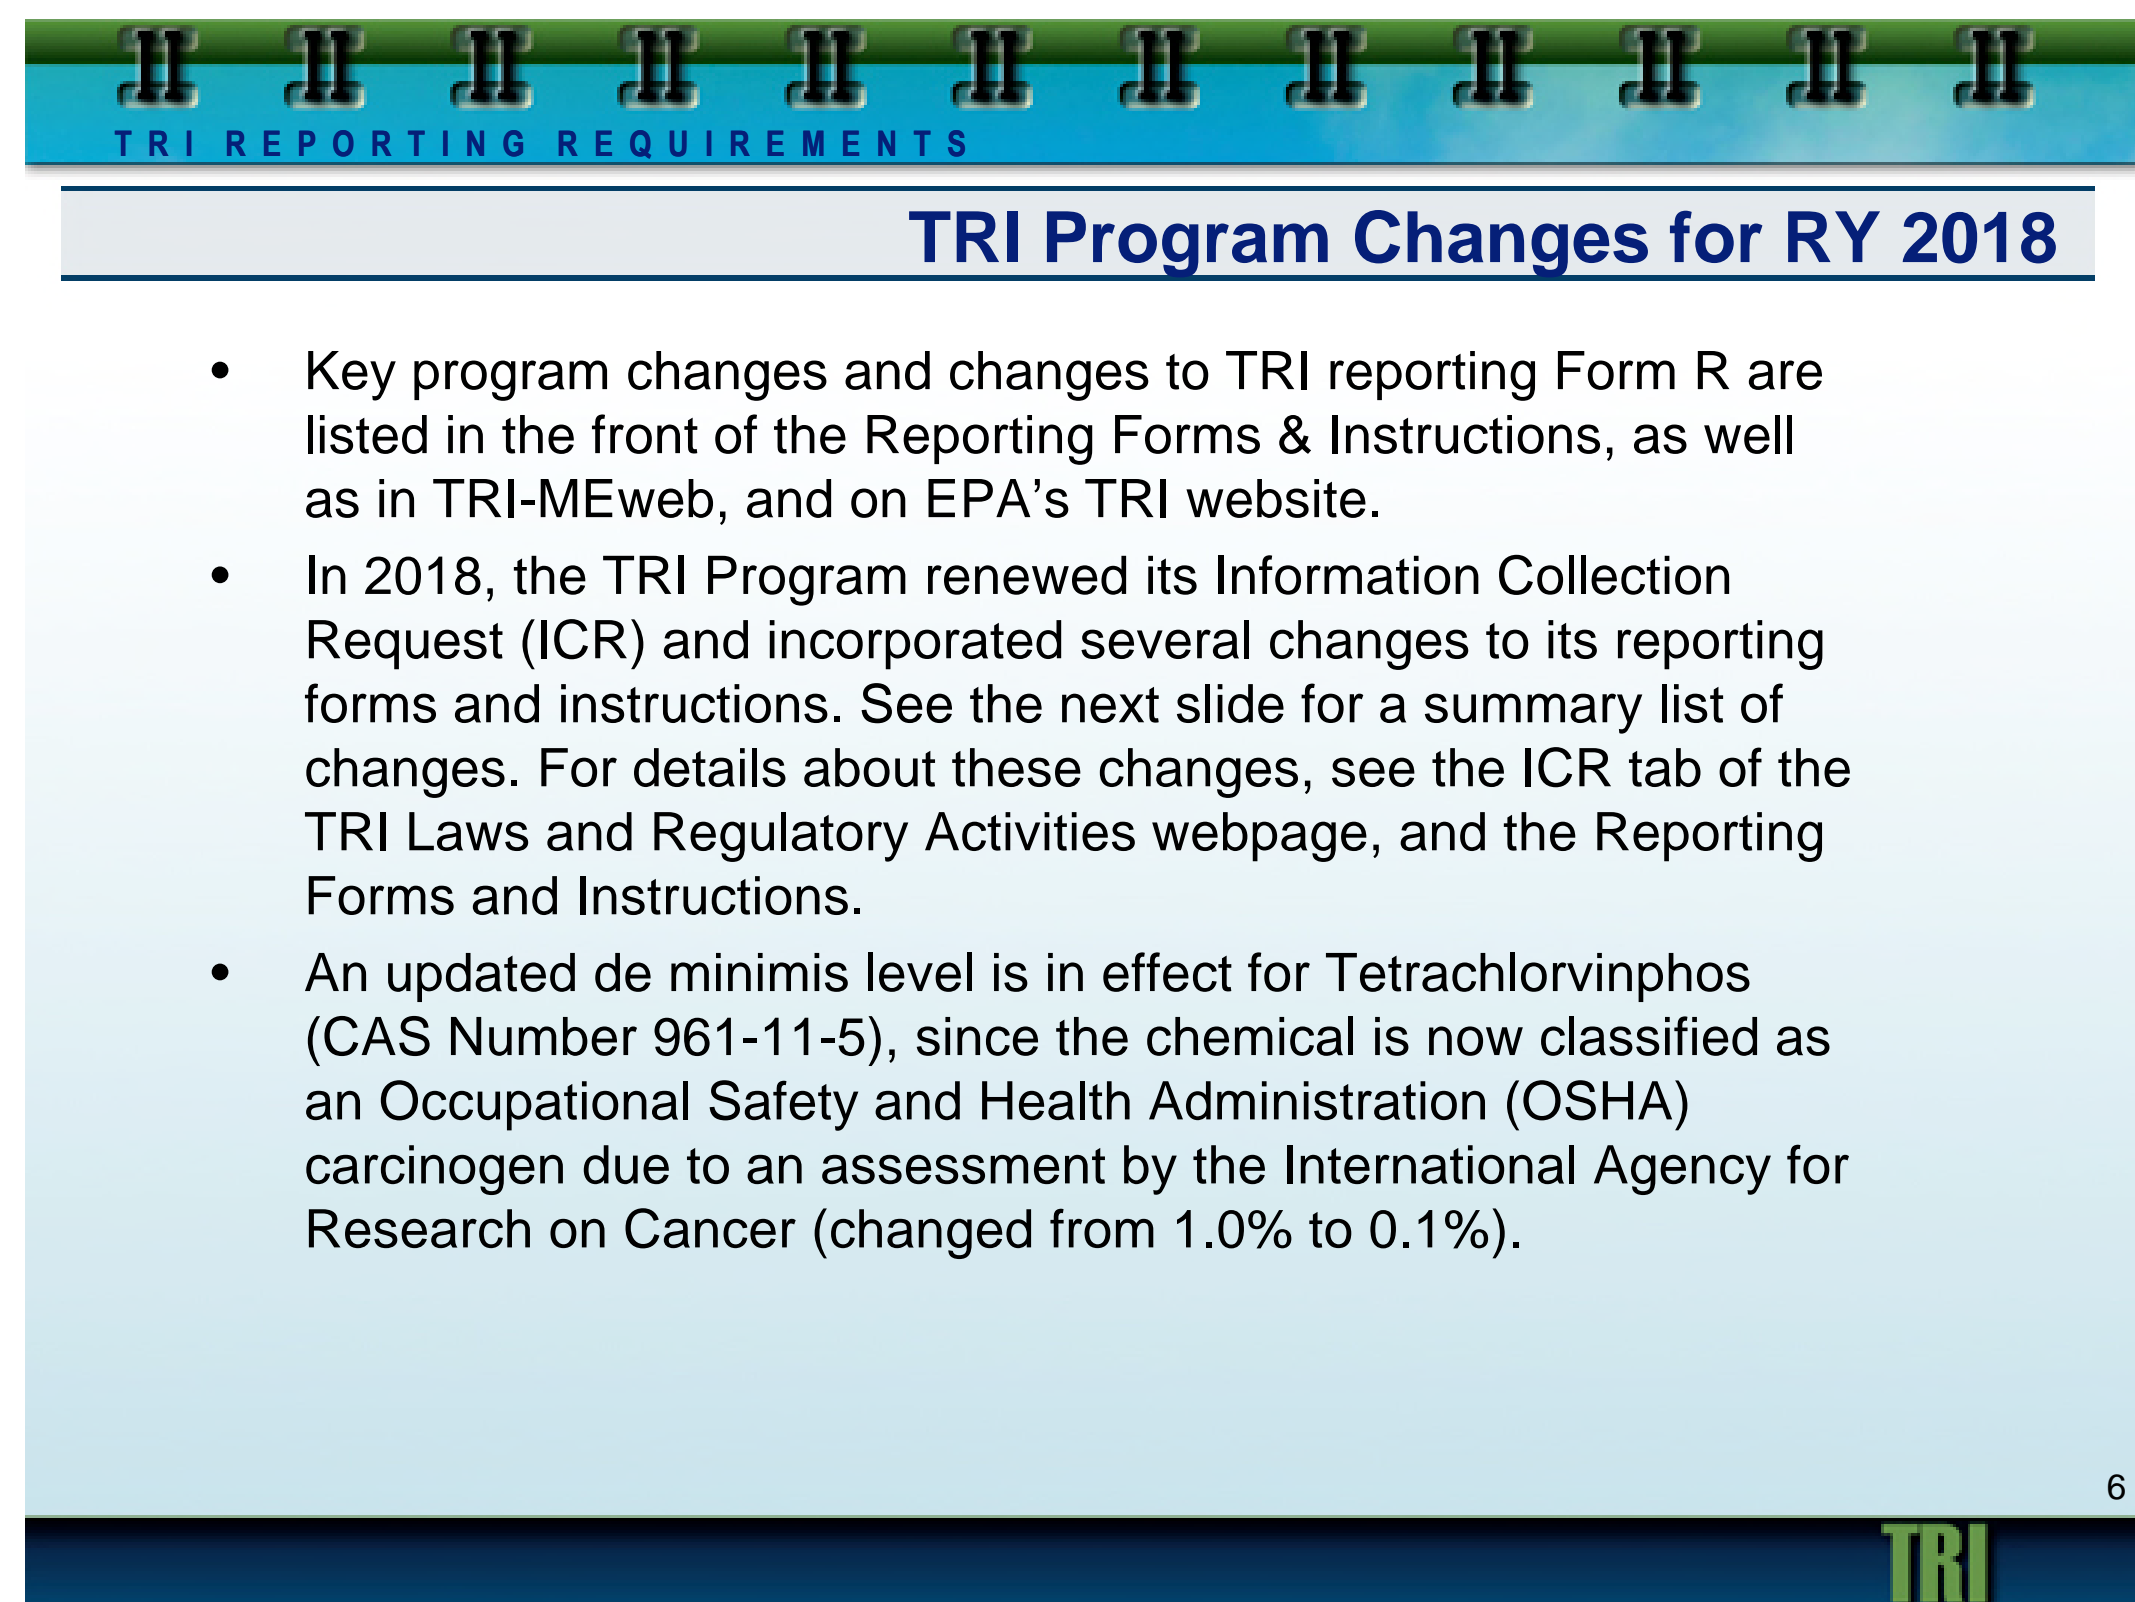 TRI REPORTING REQUIREMENTS
TRI Program Changes for RY 2018
• Key program changes and changes to TRI reporting Form R are
listed in the front of the Reporting Forms & Instructions, as well
as in TRI-MEweb, and on EPA’s TRI website.
• In 2018, the TRI Program renewed its Information Collection
Request (ICR) and incorporated several changes to its reporting
forms and instructions. See the next slide for a summary list of
changes. For details about these changes, see the ICR tab of the
TRI Laws and Regulatory Activities webpage, and the Reporting
Forms and Instructions.
• An updated de minimis level is in effect for Tetrachlorvinphos
(CAS Number 961-11-5), since the chemical is now classified as
an Occupational Safety and Health Administration (OSHA)
carcinogen due to an assessment by the International Agency for
Research on Cancer (changed from 1.0% to 0.1%).
6
TRI